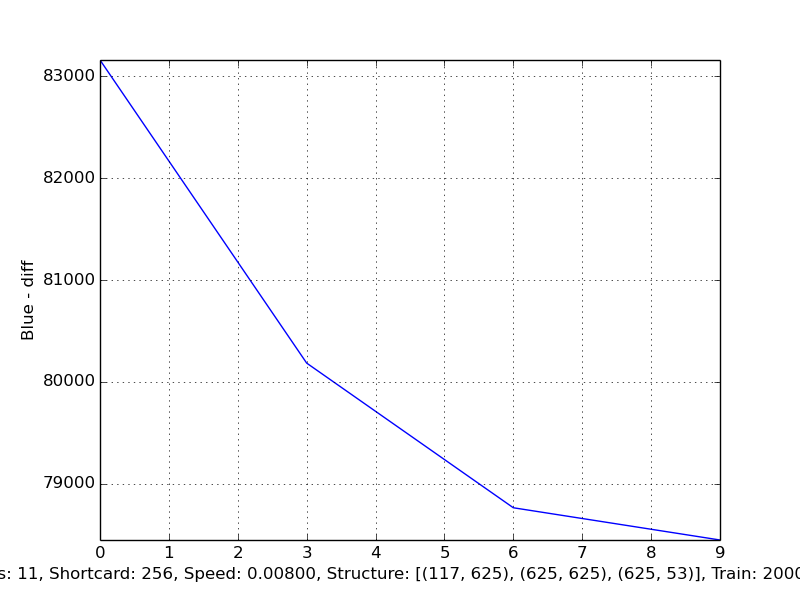 83000
82000
81000
80000
79000
Blue - diff
0 1 2 3 4 5 6 7 8 9
s: 11, Shortcard: 256, Speed: 0.00800, Structure: [(117, 625), (625, 625), (625, 53)], Train: 2000